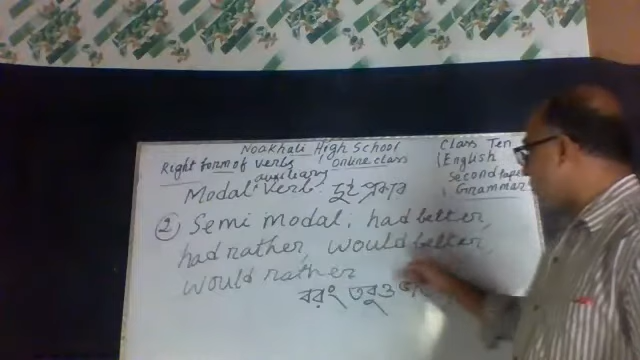 Noakhali High School
Online class
Class Ten
English
Second Paper
Grammar
Right form of verbs
auxiliary
Modal verb: দুই প্রকার
② Semi modal: had better,
had rather, would better,
would rather
বরং তবুও